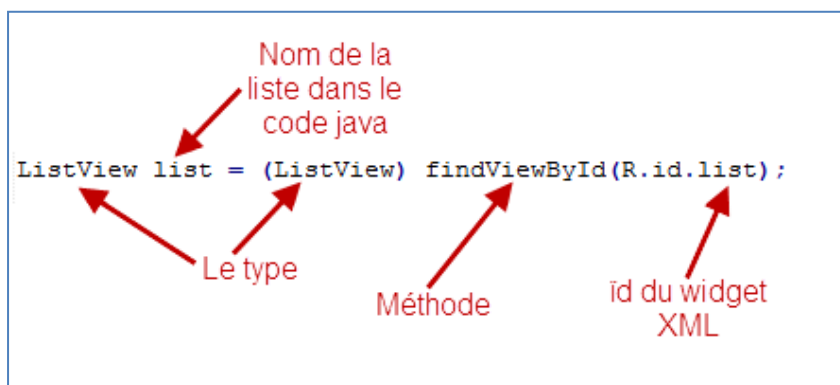 Nom de la
liste dans le
code java
ListView list = (ListView) findViewById(R.id.list);
Le type
Méthode
ïd du widget
XML